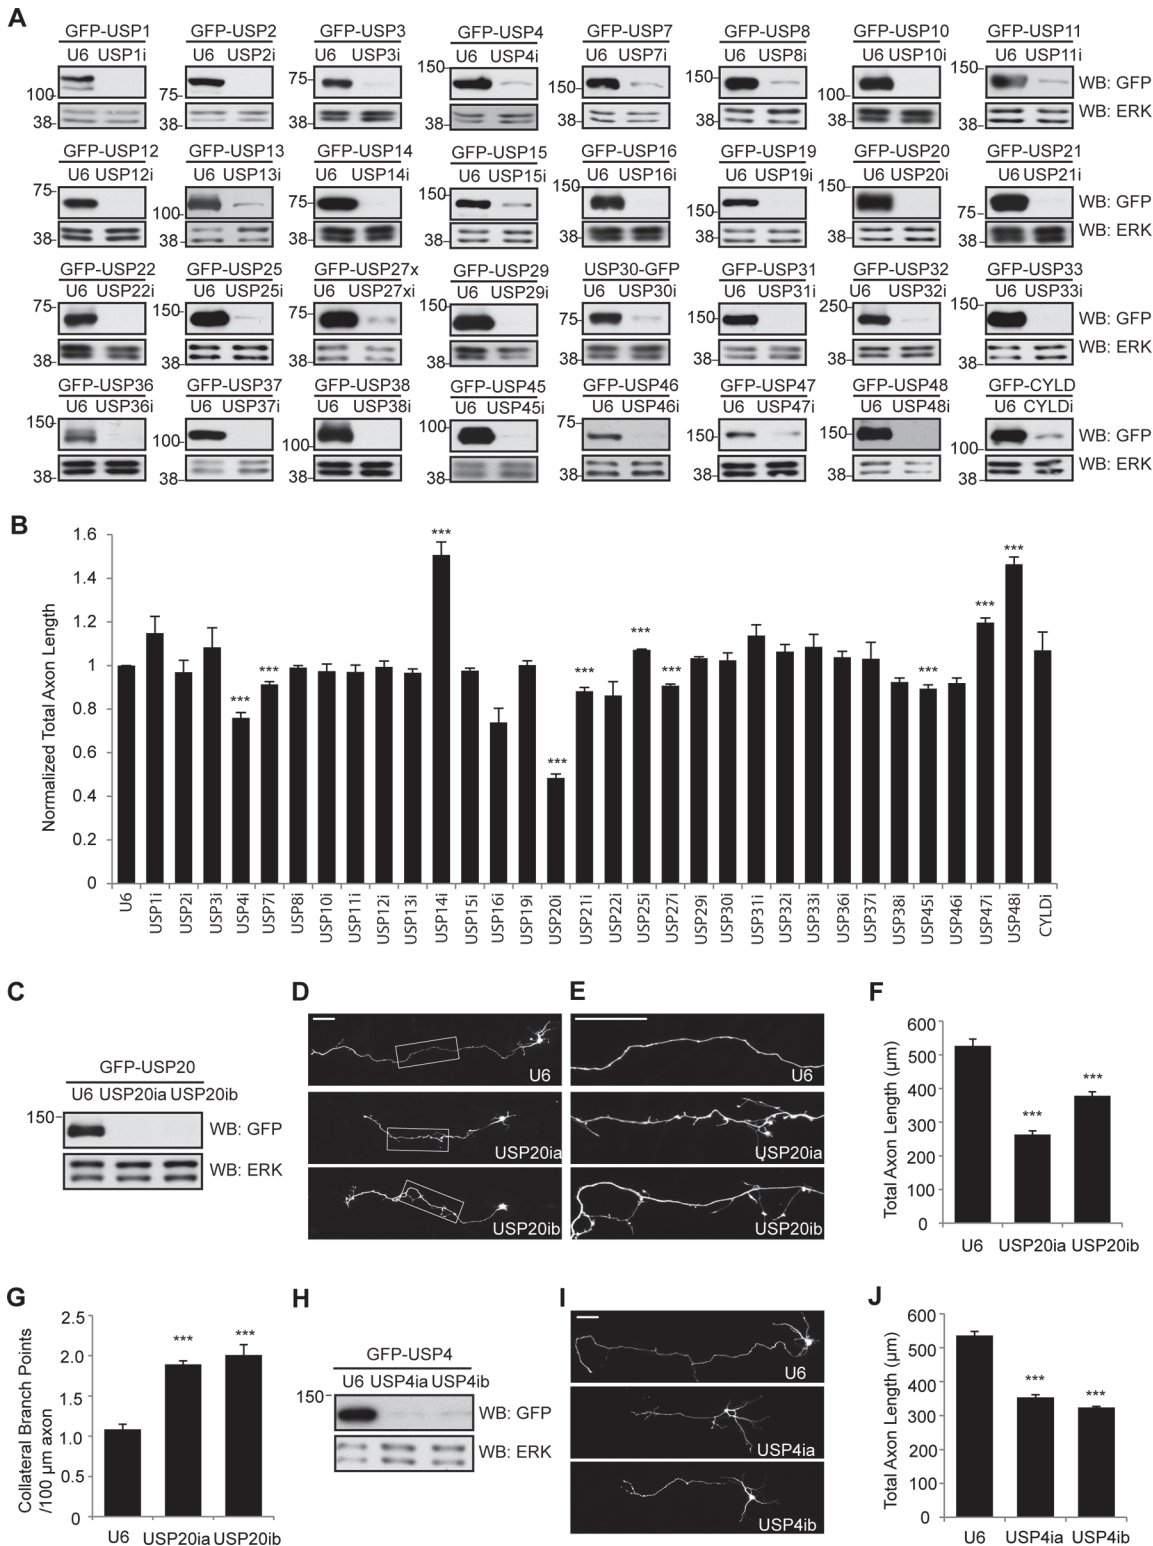 A
GFP-USP1 GFP-USP2 GFP-USP3 GFP-USP4 GFP-USP7 GFP-USP8 GFP-USP10 GFP-USP11
U6 USP1i U6 USP2i U6 USP3i U6 USP4i U6 USP7i U6 USP8i U6 USP10i U6 USP11i
100 75 75 150 150 150 100 150 WB: GFP
38 38 38 38 38 38 38 38 WB: ERK
GFP-USP12 GFP-USP13 GFP-USP14 GFP-USP15 GFP-USP16 GFP-USP19 GFP-USP20 GFP-USP21
U6 USP12i U6 USP13i U6 USP14i U6 USP15i U6 USP16i U6 USP19i U6 USP20i U6 USP21i
75 100 75 150 150 150 150 75 WB: GFP
38 38 38 38 38 38 38 38 WB: ERK
GFP-USP22 GFP-USP25 GFP-USP27x GFP-USP29 USP30-GFP GFP-USP31 GFP-USP32 GFP-USP33
U6 USP22i U6 USP25i U6 USP27xi U6 USP29i U6 USP30i U6 USP31i U6 USP32i U6 USP33i
75 150 75 150 75 150 250 150 WB: GFP
38 38 38 38 38 38 38 38 WB: ERK
GFP-USP36 GFP-USP37 GFP-USP38 GFP-USP45 GFP-USP46 GFP-USP47 GFP-USP48 GFP-CYLD
U6 USP36i U6 USP37i U6 USP38i U6 USP45i U6 USP46i U6 USP47i U6 USP48i U6 CYLDi
150 100 100 100 75 150 150 100 WB: GFP
38 38 38 38 38 38 38 38 WB: ERK
B
Normalized Total Axon Length
1.6
1.4
1.2
1
0.8
0.6
0.4
0.2
0
*** *** *** *** *** *** *** *** *** ***
U6 USP1i USP2i USP3i USP4i USP7i USP8i USP10i USP11i USP12i USP13i USP14i USP15i USP16i USP19i USP20i USP21i USP22i USP25i USP27i USP29i USP30i USP31i USP32i USP33i USP36i USP37i USP38i USP45i USP46i USP47i USP48i CYLDi
C
GFP-USP20
U6 USP20ia USP20ib
150 WB: GFP
WB: ERK
D
U6
USP20ia
USP20ib
E
U6
USP20ia
USP20ib
F
Total Axon Length (µm)
600
500
400
300
200
100
0
*** ***
U6 USP20ia USP20ib
G
Collateral Branch Points
/100 µm axon
2.5
2.0
1.5
1.0
0.5
0
*** ***
U6 USP20ia USP20ib
H
GFP-USP4
U6 USP4ia USP4ib
150 WB: GFP
WB: ERK
I
U6
USP4ia
USP4ib
J
Total Axon Length (µm)
600
500
400
300
200
100
0
*** ***
U6 USP4ia USP4ib